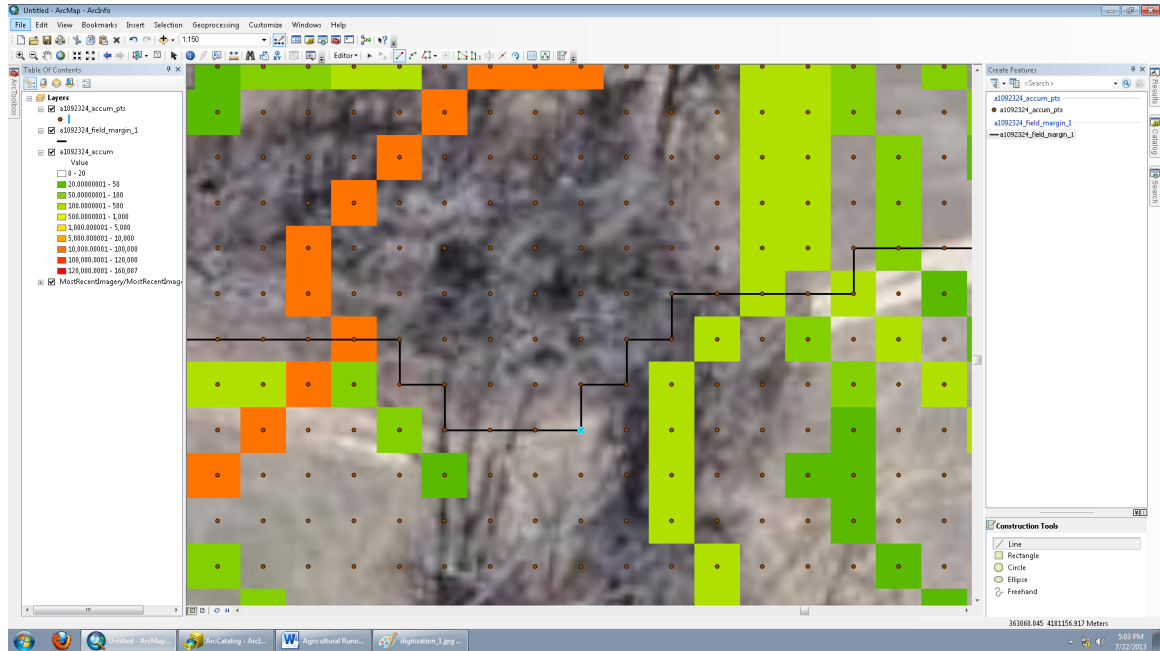 Untitled - ArcMap - ArcInfo
File Edit View Bookmarks Insert Selection Geoprocessing Customize Windows Help
1:150
Editor
Table Of Contents
Layers
a1092324_accum_pts
a1092324_field_margin_1
a1092324_accum
Value
0 - 20
20.00000001 - 50
50.00000001 - 100
100.0000001 - 500
500.0000001 - 1,000
1,000.000001 - 5,000
5,000.000001 - 10,000
10,000.00001 - 100,000
100,000.0001 - 120,000
120,000.0001 - 160,087
MostRecentImagery/MostRecentImag
ArcToolbox
Create Features
<Search>
a1092324_accum_pts
a1092324_accum_pts
a1092324_field_margin_1
a1092324_field_margin_1
Results
Catalog
Search
Construction Tools
Line
Rectangle
Circle
Ellipse
Freehand
363060.045 4181156.917 Meters
Untitled - ArcMap...
ArcCatalog - ArcI...
Agricultural Runo...
digitization_1.jpg ...
5:03 PM
7/22/2013